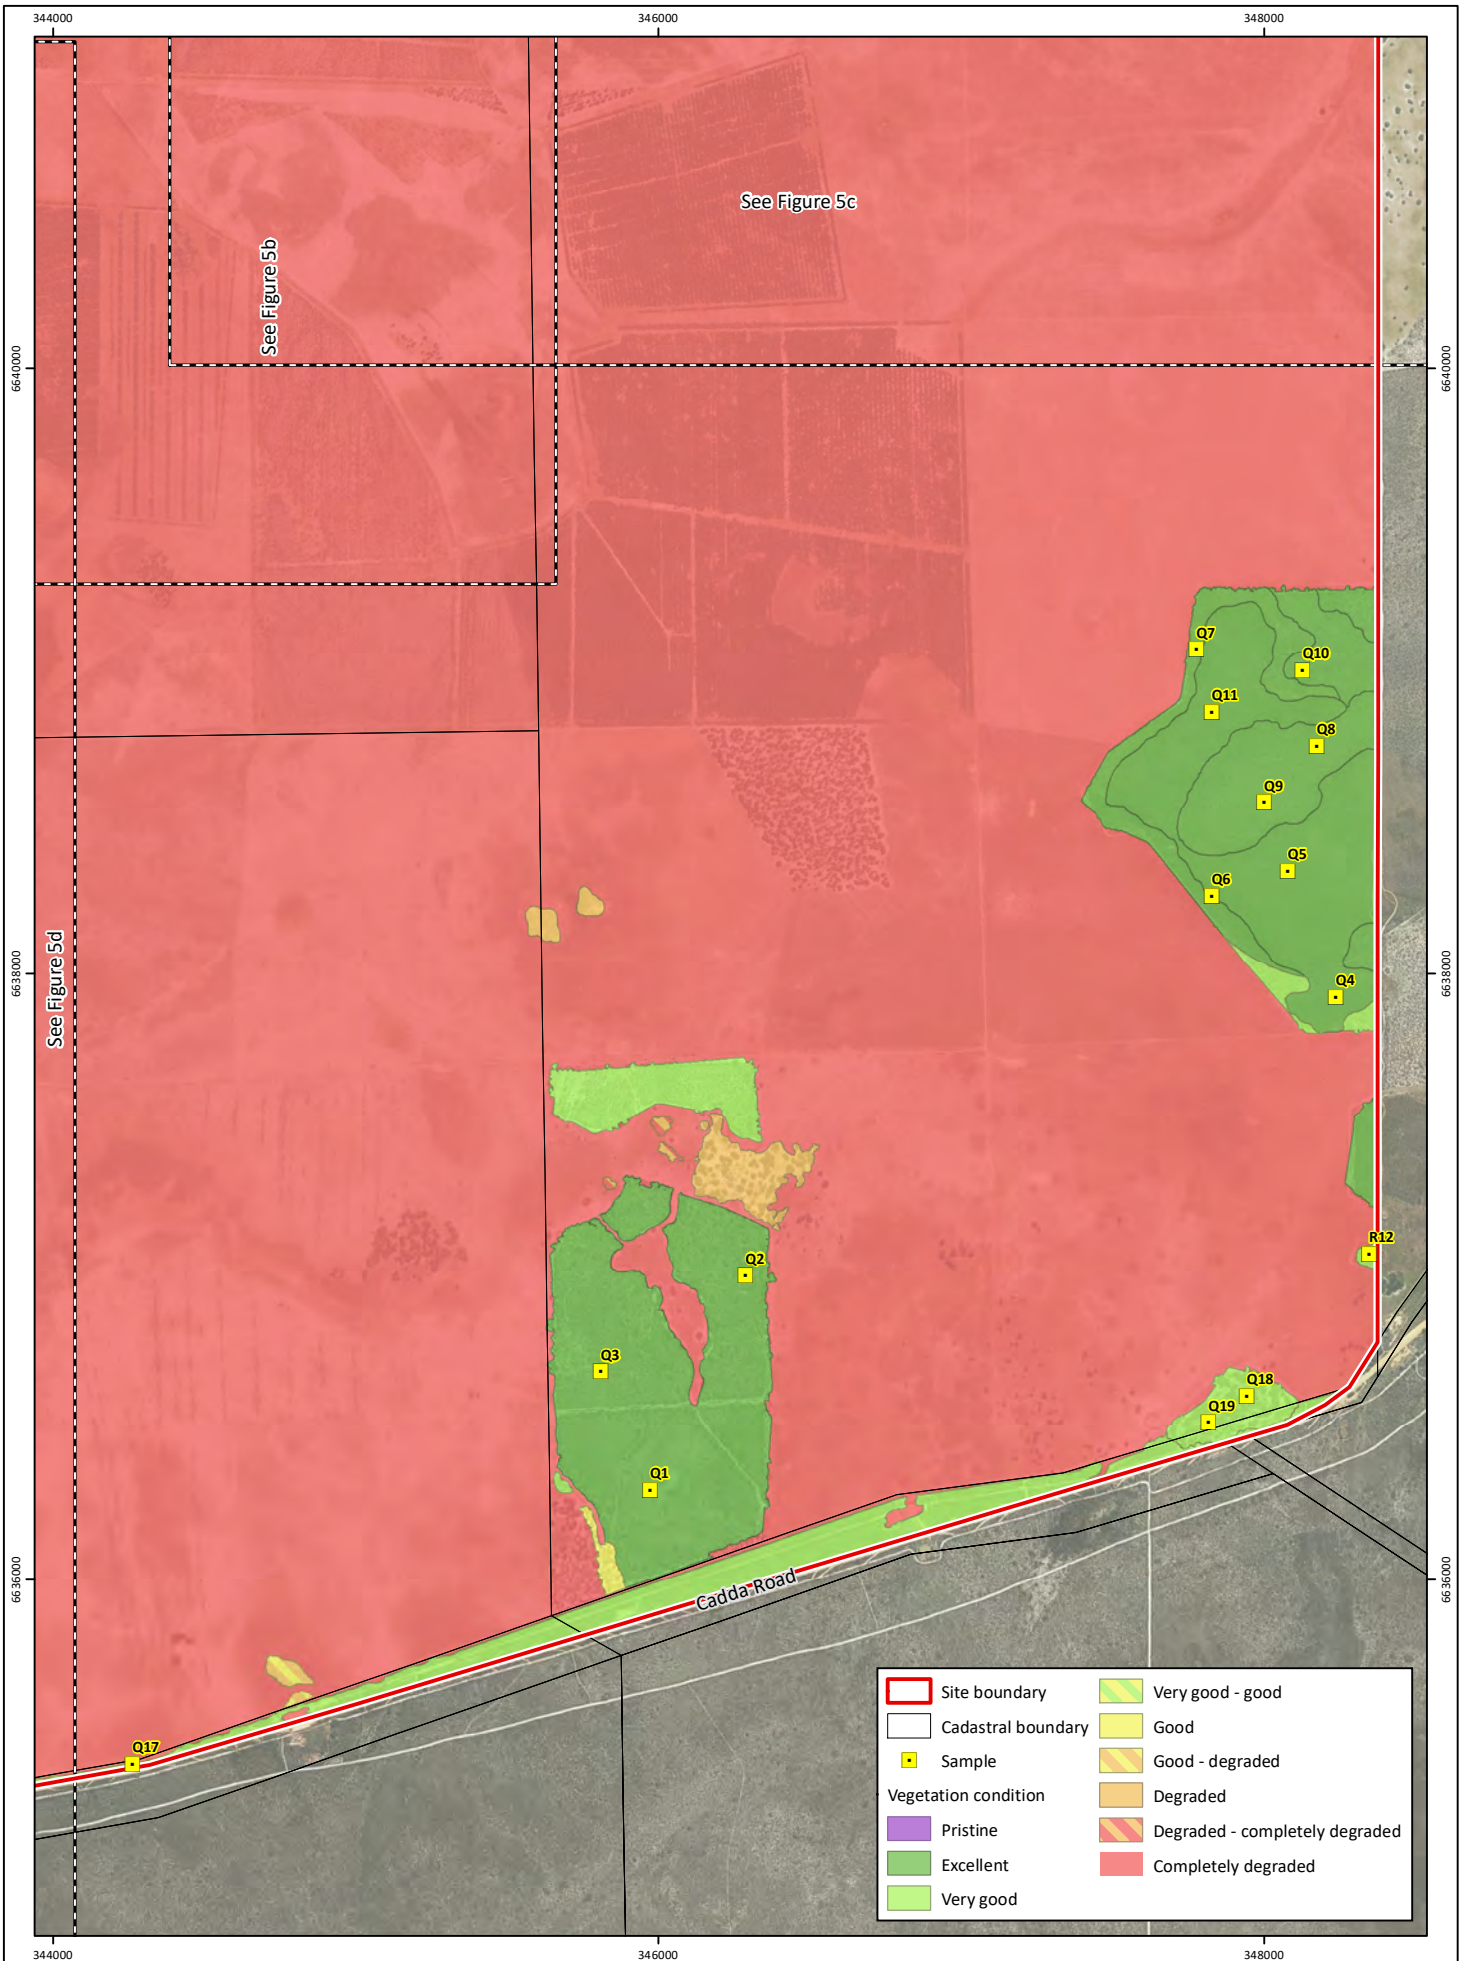 344000
346000
348000
See Figure 5c
See Figure 5b
6640000
6640000
Q7
Q10
Q11
Q8
Q9
Q5
Q6
See Figure 5d
6638000
6638000
Q4
R12
Q2
Q3
Q18
Q19
Q1
6636000
6636000
Cadda Road
Q17
Site boundary
Cadastral boundary
Sample
Vegetation condition
Pristine
Excellent
Very good
Very good - good
Good
Good - degraded
Degraded
Degraded - completely degraded
Completely degraded
344000
346000
348000